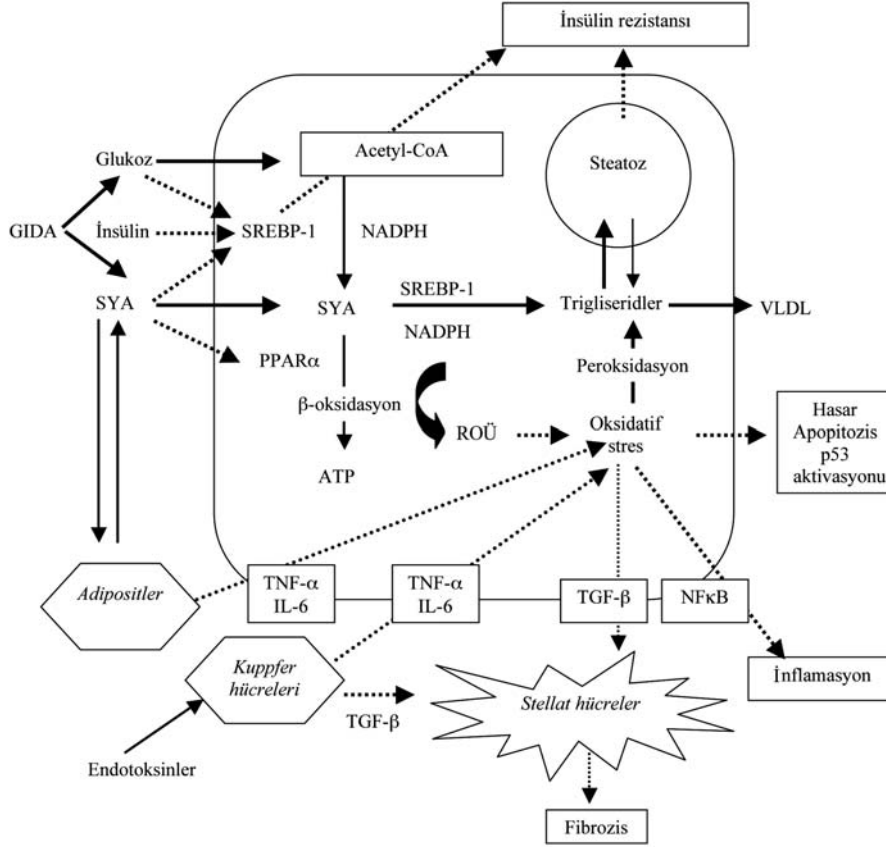 İnsülin rezistansı
Glukoz
Acetyl-CoA
Steatoz
GIDA
İnsülin
SREBP-1
NADPH
SYA
SYA
SREBP-1
NADPH
Trigliseridler
VLDL
PPARα
Peroksidasyon
β-oksidasyon
ROÜ
Oksidatif
stres
Hasar
Apopitozis
p53
aktivasyonu
ATP
Adipositler
TNF-α
IL-6
TNF-α
IL-6
TGF-β
NFκB
Kuppfer
hücreleri
TGF-β
Stellat hücreler
İnflamasyon
Endotoksinler
Fibrozis